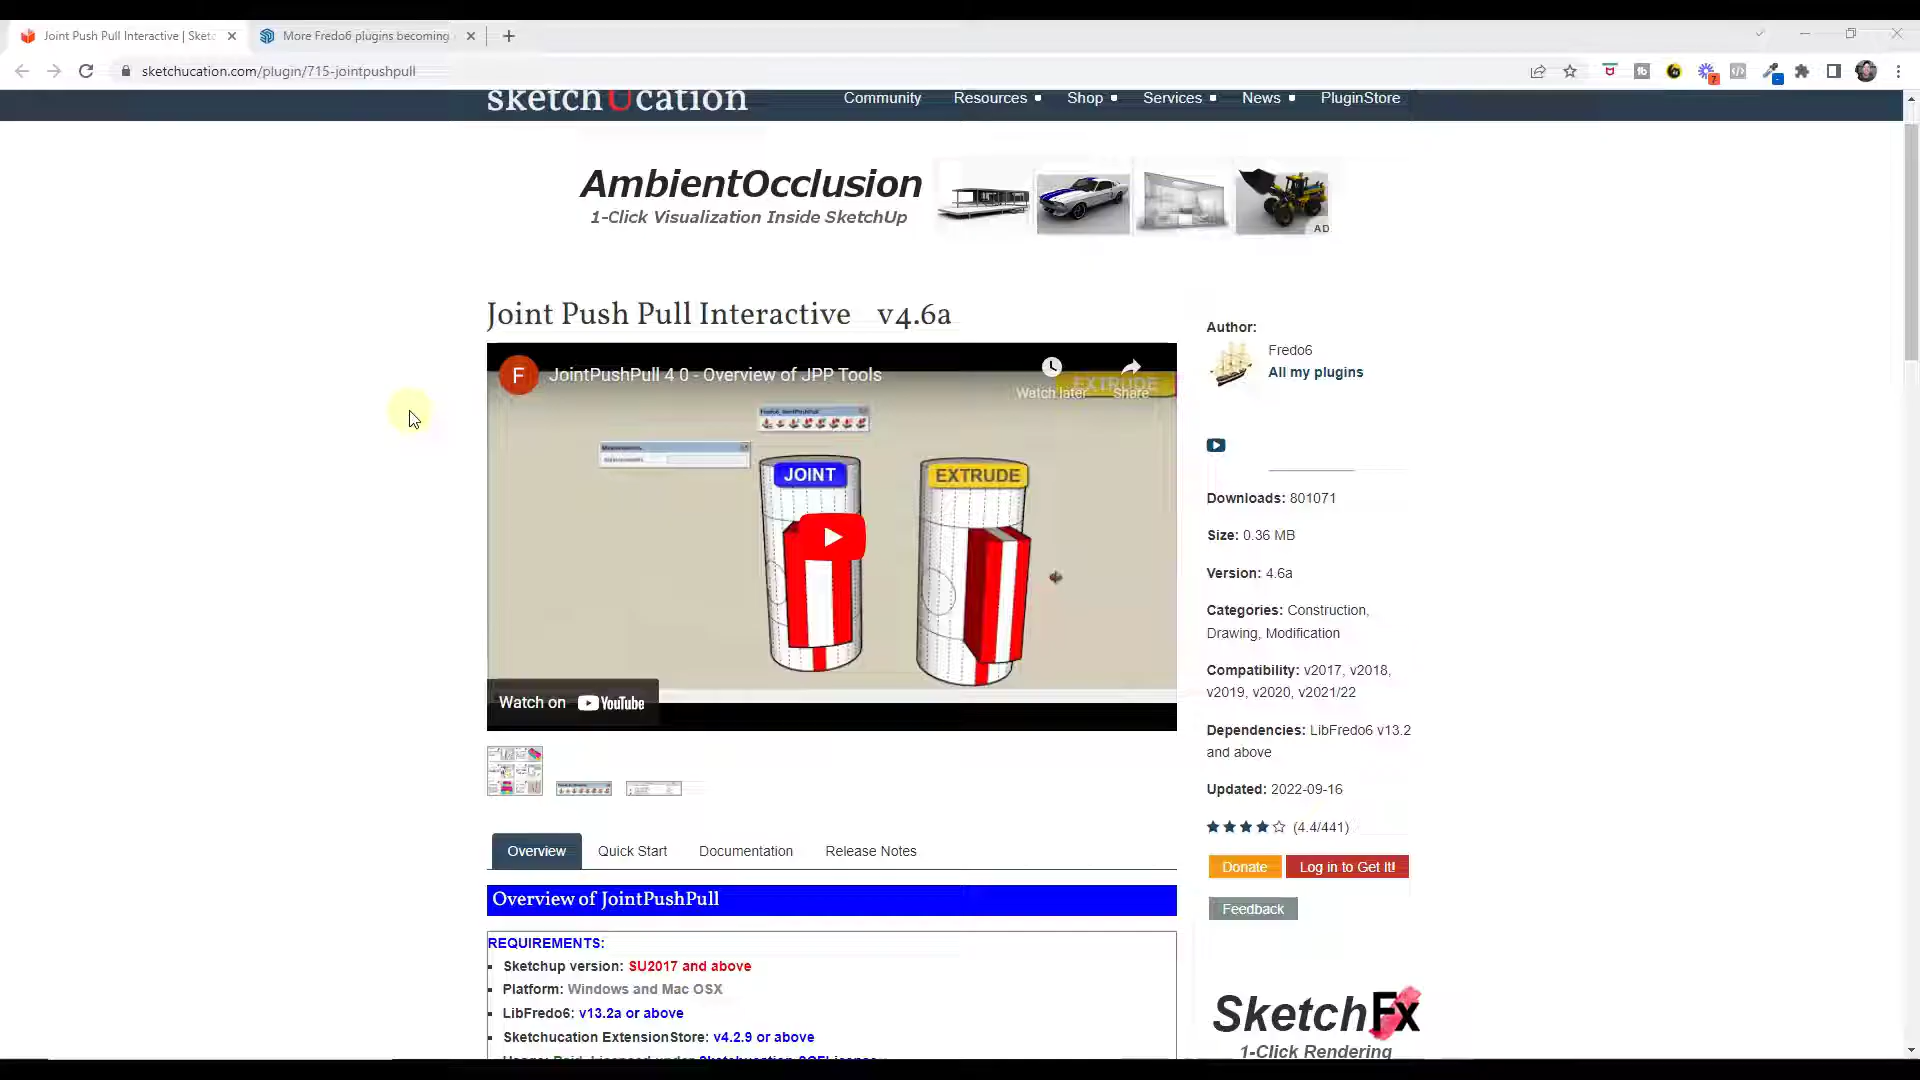 Joint Push Pull Interactive | Sketc
More Fredo6 plugins becoming
sketchucation.com/plugin/715-jointpushpull
sketchUcation
Community
Resources
Shop
Services
News
PluginStore
AmbientOcclusion
1-Click Visualization Inside SketchUp
AD
Joint Push Pull Interactive v4.6a
F
JointPushPull 4 0 - Overview of JPP Tools
Watch later
Share
EXTRUDE
JOINT
EXTRUDE
Watch on YouTube
Author:
Fredo6
All my plugins
Downloads: 801071
Size: 0.36 MB
Version: 4.6a
Categories: Construction,
Drawing, Modification
Compatibility: v2017, v2018,
v2019, v2020, v2021/22
Dependencies: LibFredo6 v13.2
and above
Updated: 2022-09-16
(4.4/441)
Donate
Log in to Get It!
Feedback
Overview
Quick Start
Documentation
Release Notes
Overview of JointPushPull
REQUIREMENTS:
Sketchup version: SU2017 and above
Platform: Windows and Mac OSX
LibFredo6: v13.2a or above
Sketchucation ExtensionStore: v4.2.9 or above
SketchFx
1-Click Rendering